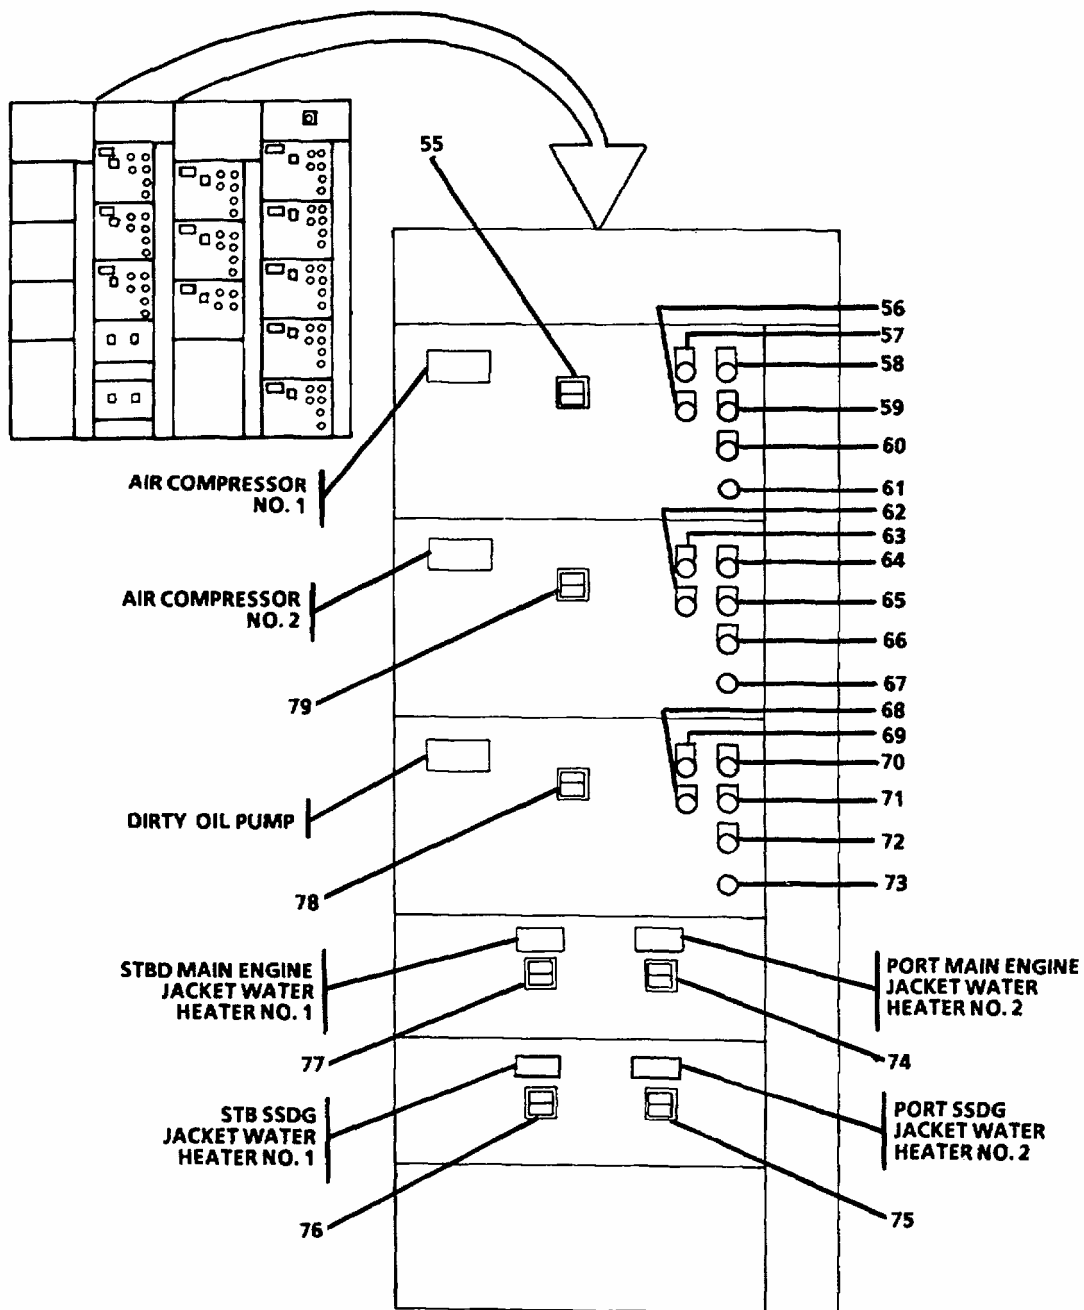 55
56
57
58
59
60
61
62
63
64
65
66
67
68
69
70
71
72
73
AIR COMPRESSOR
NO. 1
AIR COMPRESSOR
NO. 2
79
DIRTY OIL PUMP
78
STBD MAIN ENGINE
JACKET WATER
HEATER NO. 1
77
PORT MAIN ENGINE
JACKET WATER
HEATER NO. 2
74
STB SSDG
JACKET WATER
HEATER NO. 1
76
PORT SSDG
JACKET WATER
HEATER NO. 2
75